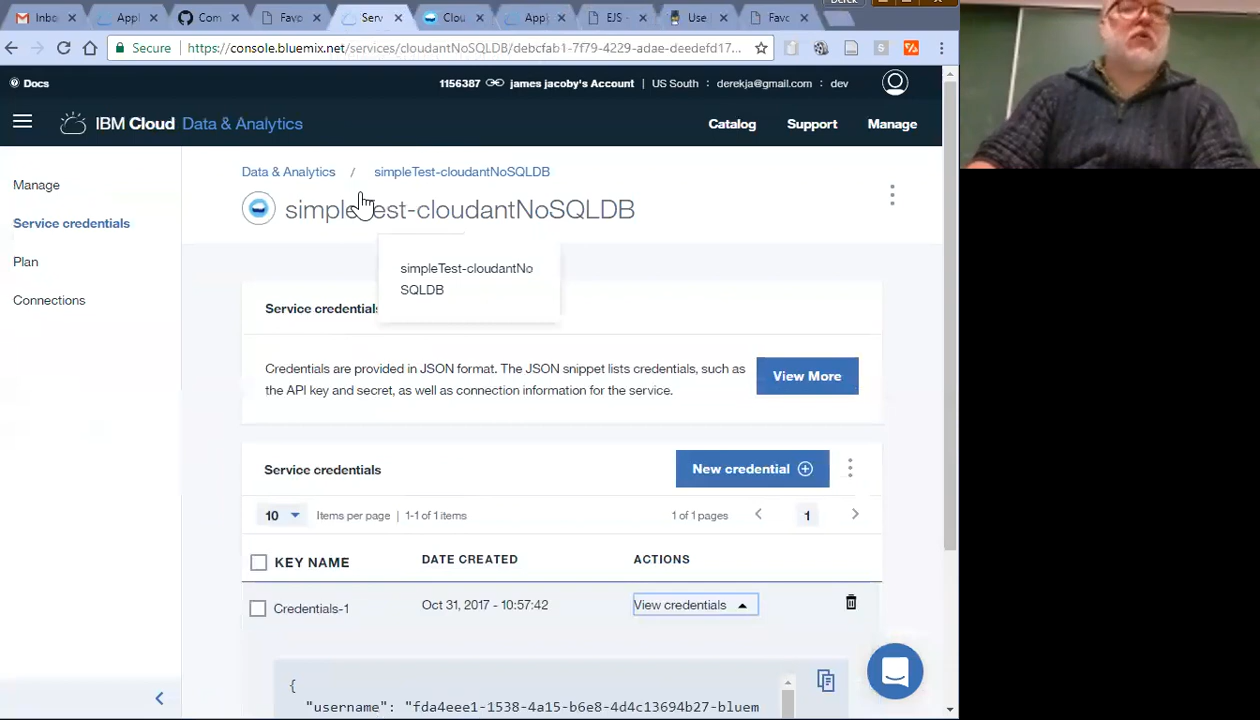 Inbo
Appl
Com
Favo
Serv
Clou
Appl
EJS -
Use
Favo
Derek
Secure
https://console.bluemix.net/services/cloudantNoSQLDB/debcfab1-7f79-4229-adae-deedefd17...
Docs
1156387 james jacoby's Account | US South : derekja@gmail.com : dev
IBM Cloud Data & Analytics
Catalog
Support
Manage
Manage
Service credentials
Plan
Connections
Data & Analytics / simpleTest-cloudantNoSQLDB
simpleTest-cloudantNoSQLDB
simpleTest-cloudantNo
SQLDB
Service credentials
Credentials are provided in JSON format. The JSON snippet lists credentials, such as
the API key and secret, as well as connection information for the service.
View More
Service credentials
New credential
10 Items per page | 1-1 of 1 items
1 of 1 pages < 1 >
KEY NAME DATE CREATED ACTIONS
Credentials-1 Oct 31, 2017 - 10:57:42 View credentials
{
"username": "fda4eee1-1538-4a15-b6e8-4d4c13694b27-bluem